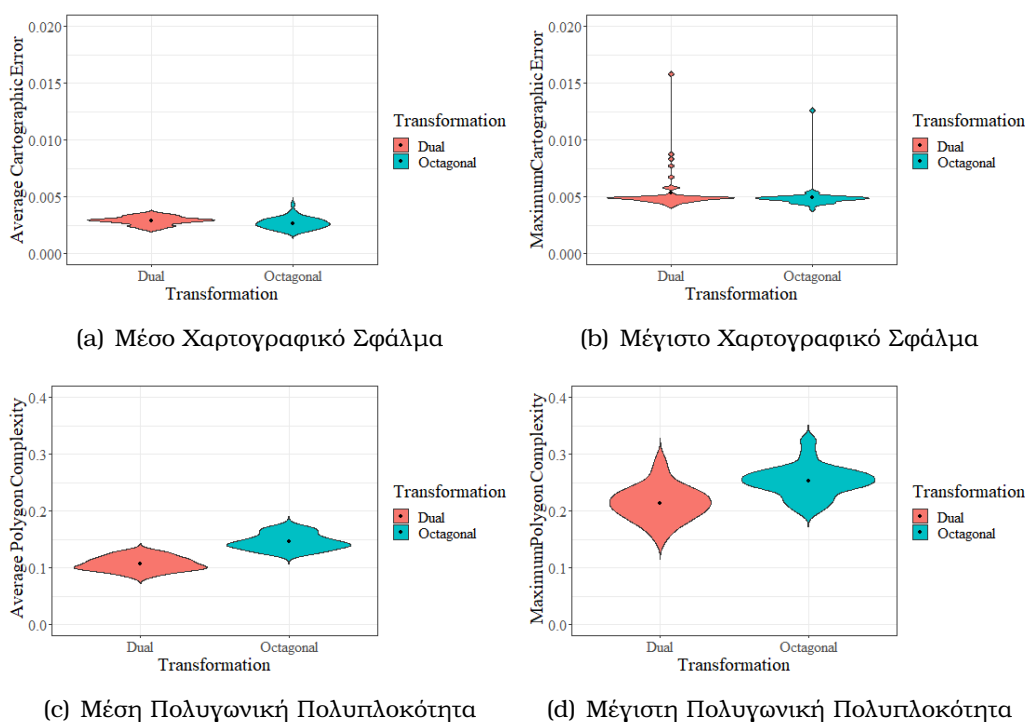 Average Cartographic Error
0.020
0.015
0.010
0.005
0.000
Dual
Octagonal
Transformation
Transformation
Dual
Octagonal
(a) Μέσο Χαρτογραφικό Σφάλμα
Maximum Cartographic Error
0.020
0.015
0.010
0.005
0.000
Dual
Octagonal
Transformation
Transformation
Dual
Octagonal
(b) Μέγιστο Χαρτογραφικό Σφάλμα
Average Polygon Complexity
0.4
0.3
0.2
0.1
0.0
Dual
Octagonal
Transformation
Transformation
Dual
Octagonal
(c) Μέση Πολυγωνική Πολυπλοκότητα
Maximum Polygon Complexity
0.4
0.3
0.2
0.1
0.0
Dual
Octagonal
Transformation
Transformation
Dual
Octagonal
(d) Μέγιστη Πολυγωνική Πολυπλοκότητα